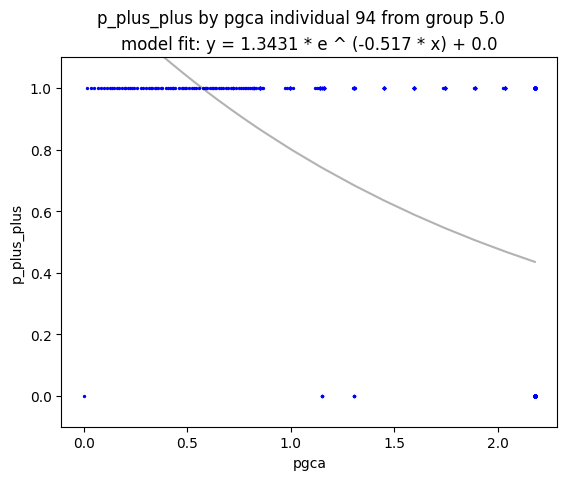 p_plus_plus by pgca individual 94 from group 5.0
model fit: y = 1.3431 * e ^ (-0.517 * x) + 0.0
1.0
0.8
0.6
0.4
0.2
0.0
p_plus_plus
0.0 0.5 1.0 1.5 2.0
pgca